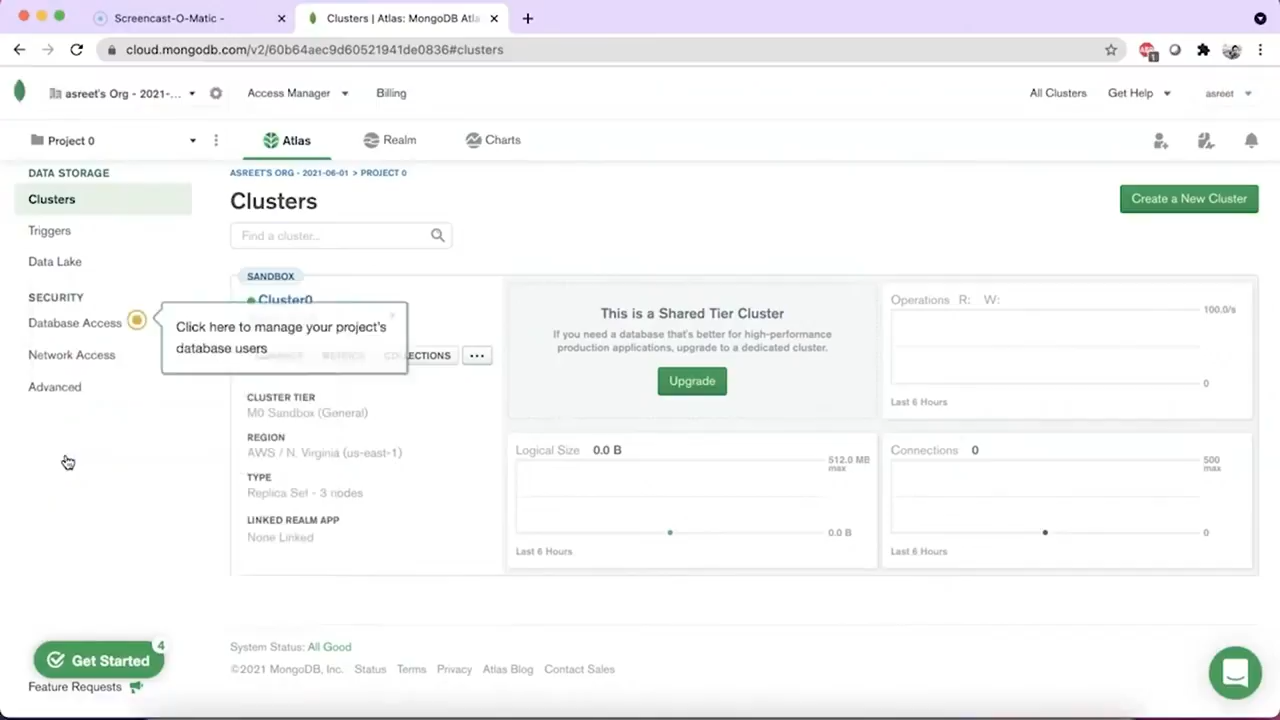 Screencast-O-Matic -
Clusters | Atlas: MongoDB Atla
cloud.mongodb.com/v2/60b64aec9d60521941de0836#clusters
1
asreet's Org - 2021-...
Access Manager
Billing
All Clusters
Get Help
asreet
Project 0
Atlas
Realm
Charts
DATA STORAGE
Clusters
Triggers
Data Lake
SECURITY
Database Access
Network Access
Advanced
Click here to manage your project's
database users
ASREET'S ORG - 2021-06-01 > PROJECT 0
Clusters
Create a New Cluster
Find a cluster...
SANDBOX
Cluster0
METRICS
COLLECTIONS
...
CLUSTER TIER
M0 Sandbox (General)
REGION
AWS / N. Virginia (us-east-1)
TYPE
Replica Set - 3 nodes
LINKED REALM APP
None Linked
This is a Shared Tier Cluster
If you need a database that's better for high-performance
production applications, upgrade to a dedicated cluster.
Upgrade
Operations R: W:
100.0/s
0
Last 6 Hours
Logical Size 0.0 B
512.0 MB
max
0.0 B
Last 6 Hours
Connections 0
500
max
0
Last 6 Hours
System Status: All Good
©2021 MongoDB, Inc. Status Terms Privacy Atlas Blog Contact Sales
Get Started
4
Feature Requests